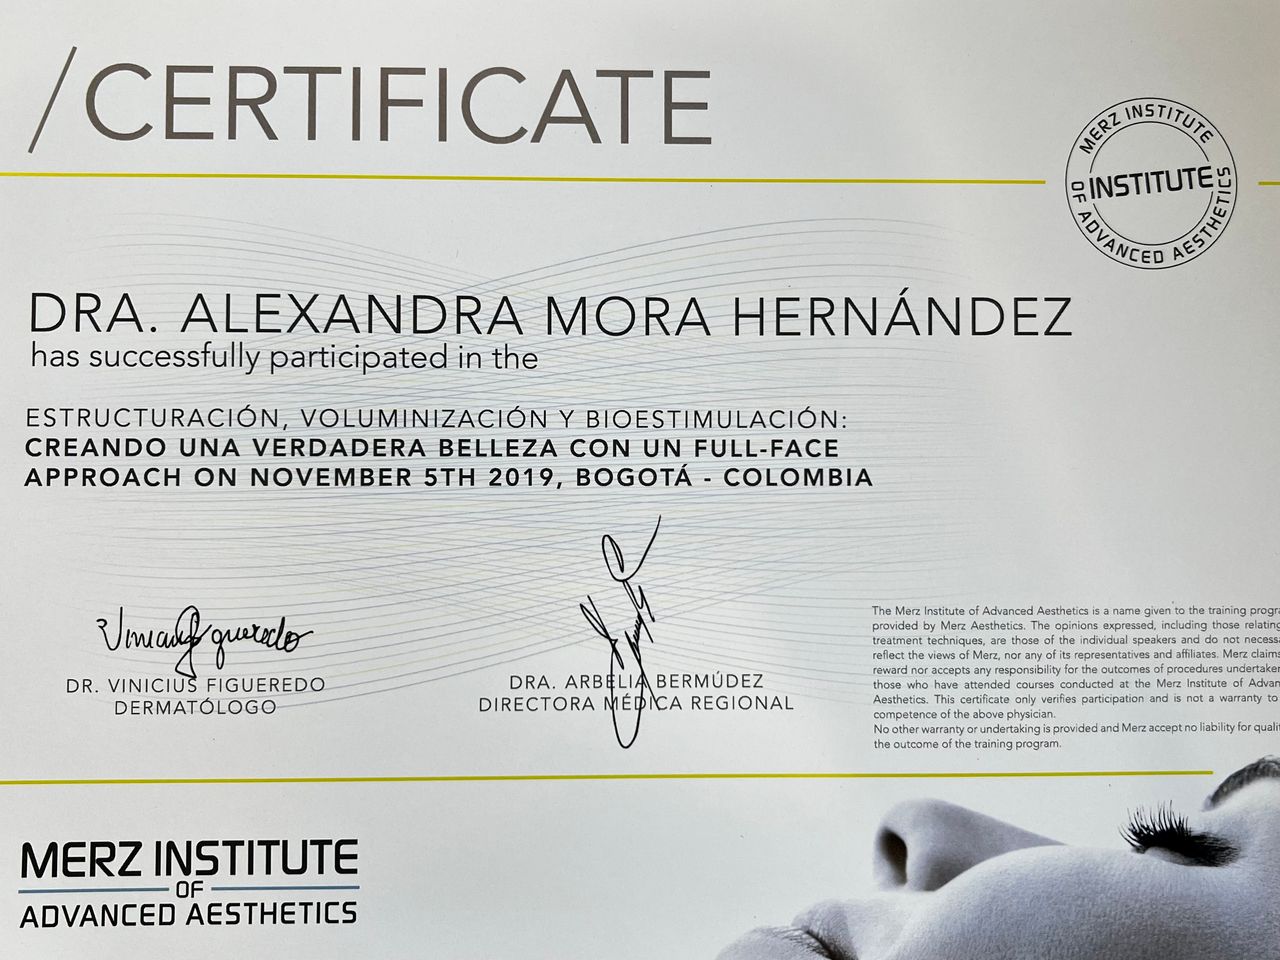 /CERTIFICATE
MERZ INSTITUTE
INSTITUTE
OF ADVANCED AESTHETICS
DRA. ALEXANDRA MORA HERNÁNDEZ
has successfully participated in the
ESTRUCTURACIÓN, VOLUMINIZACIÓN Y BIOESTIMULACIÓN:
CREANDO UNA VERDADERA BELLEZA CON UN FULL-FACE
APPROACH ON NOVEMBER 5TH 2019, BOGOTÁ - COLOMBIA
DR. VINICIUS FIGUEREDO
DERMATÓLOGO
DRA. ARBELIA BERMÚDEZ
DIRECTORA MÉDICA REGIONAL
The Merz Institute of Advanced Aesthetics is a name given to the training
provided by Merz Aesthetics. The opinions expressed, including those relating
treatment techniques, are those of the individual speakers and do not
reflect the views of Merz, nor any of its representatives and affiliates. Merz claims
reward nor accepts any responsibility for the outcomes of procedures
those who have attended courses conducted at the Merz Institute of
Aesthetics. This certificate only verifies participation and is not a warranty to
competence of the above physician.
No other warranty or undertaking is provided and Merz accept no liability for
the outcome of the training program.
MERZ INSTITUTE
OF
ADVANCED AESTHETICS